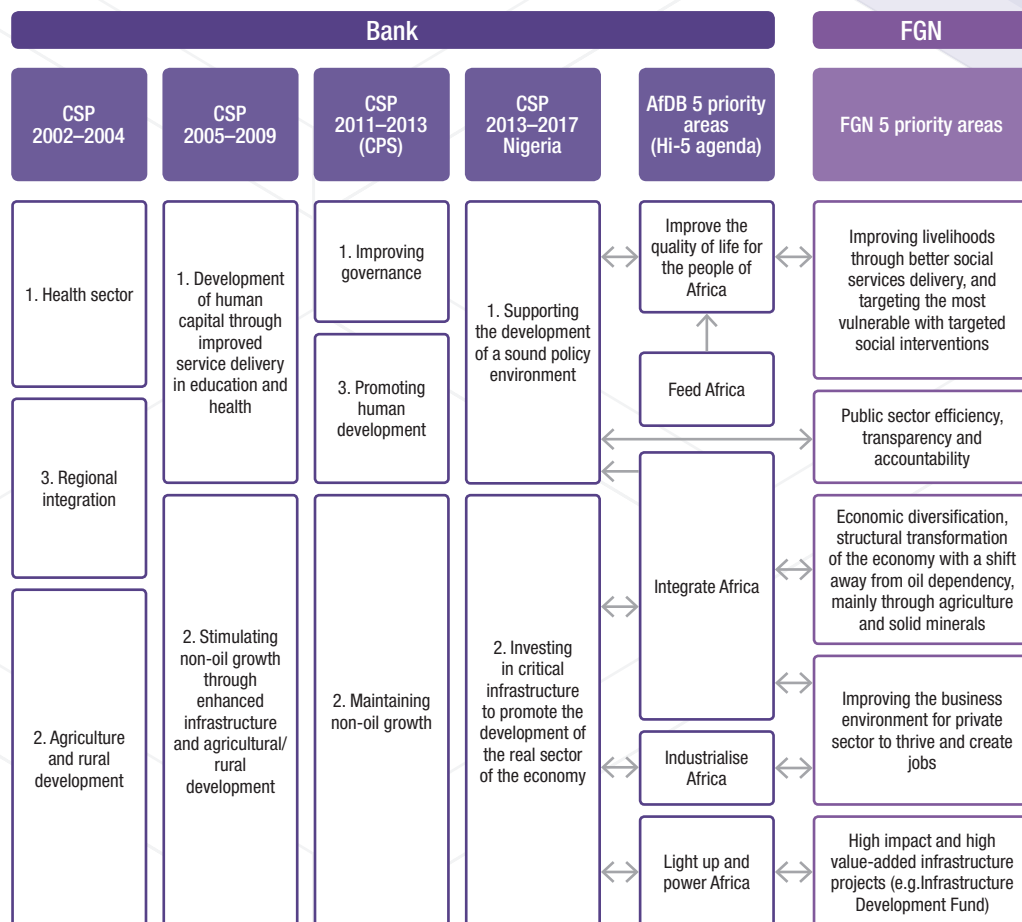 Bank
FGN
CSP
2002–2004
CSP
2005–2009
CSP
2011–2013
(CPS)
CSP
2013–2017
Nigeria
AfDB 5 priority
areas
(Hi-5 agenda)
FGN 5 priority areas
1. Health sector
3. Regional
integration
2. Agriculture
and rural
development
1. Development
of human
capital through
improved
service delivery
in education and
health
2. Stimulating
non-oil growth
through
enhanced
infrastructure
and agricultural/
rural
development
1. Improving
governance
3. Promoting
human
development
2. Maintaining
non-oil growth
1. Supporting
the development
of a sound policy
environment
2. Investing
in critical
infrastructure
to promote the
development of
the real sector
of the economy
Improve the
quality of life for
the people of
Africa
Feed Africa
Integrate Africa
Industrialise
Africa
Light up and
power Africa
Improving livelihoods
through better social
services delivery, and
targeting the most
vulnerable with targeted
social interventions
Public sector efficiency,
transparency and
accountability
Economic diversification,
structural transformation
of the economy with a shift
away from oil dependency,
mainly through agriculture
and solid minerals
Improving the business
environment for private
sector to thrive and create
jobs
High impact and high
value-added infrastructure
projects (e.g.Infrastructure
Development Fund)